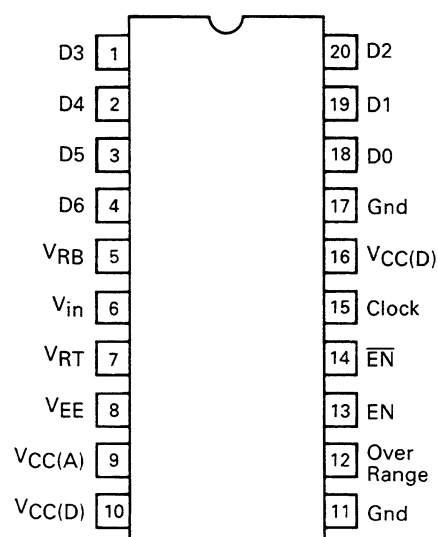 D3 1 20 D2
D4 2 19 D1
D5 3 18 D0
D6 4 17 Gnd
VRB 5 16 VCC(D)
Vin 6 15 Clock
VRT 7 14 E̅N̅
VEE 8 13 EN
VCC(A) 9 12 Over
Range
VCC(D) 10 11 Gnd